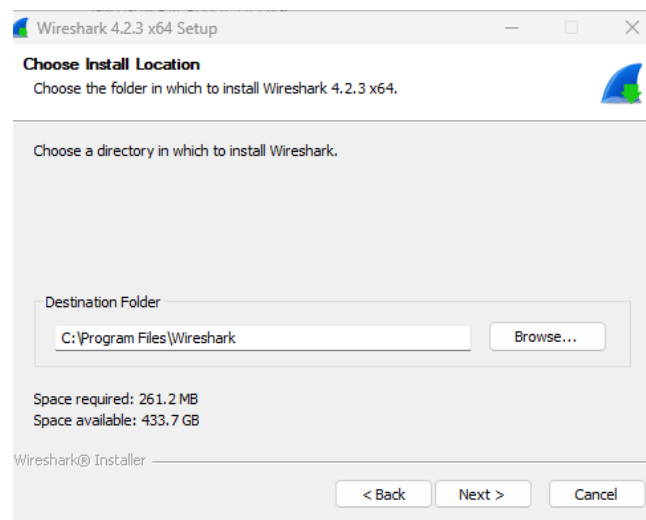 Wireshark 4.2.3 x64 Setup
Choose Install Location
Choose the folder in which to install Wireshark 4.2.3 x64.
Choose a directory in which to install Wireshark.
Destination Folder
C:\Program Files\Wireshark
Browse...
Space required: 261.2 MB
Space available: 433.7 GB
Wireshark® Installer
< Back
Next >
Cancel